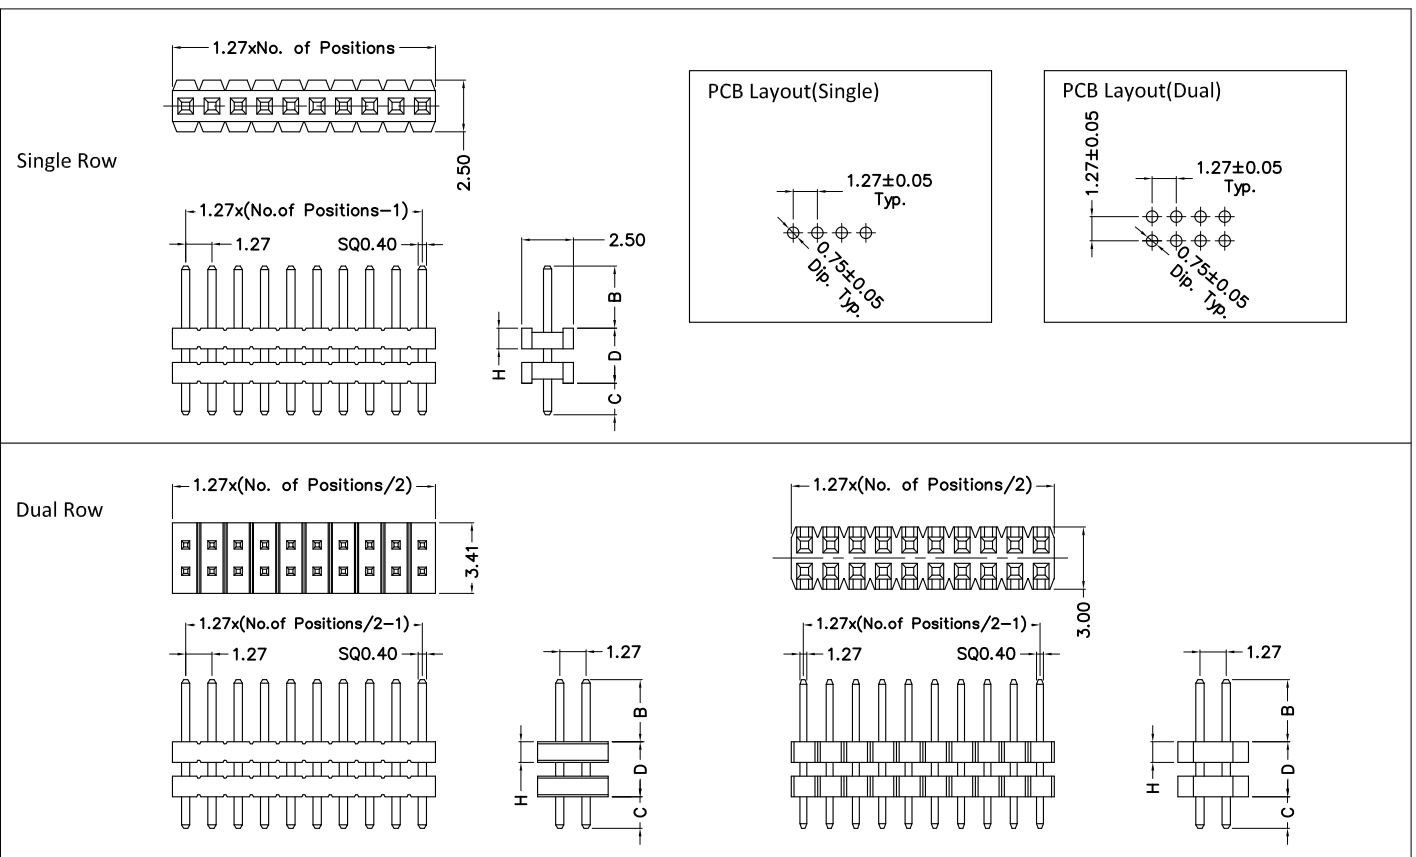 1.27xNo. of Positions
2.50
Single Row
1.27x(No.of Positions-1)
1.27
SQ0.40
2.50
B
D
C
H
PCB Layout(Single)
1.27±0.05
Typ.
0.75±0.05
Dip. Typ.
PCB Layout(Dual)
1.27±0.05
1.27±0.05
Typ.
0.75±0.05
Dip. Typ.
Dual Row
1.27x(No. of Positions/2)
3.41
1.27x(No.of Positions/2-1)
1.27
SQ0.40
1.27
B
D
C
H
1.27x(No. of Positions/2)
3.00
1.27x(No.of Positions/2-1)
1.27
SQ0.40
1.27
B
D
C
H